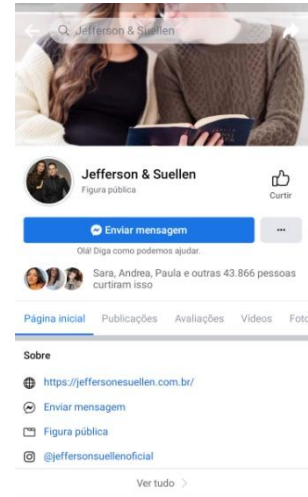 Jefferson & Suellen
Jefferson & Suellen
Figura pública
Curtir
Enviar mensagem
Olá! Diga como podemos ajudar.
Sara, Andrea, Paula e outras 43.866 pessoas
curtiram isso
Página inicial Publicações Avaliações Vídeos Foto
Sobre
https://jeffersonesuellen.com.br/
Enviar mensagem
Figura pública
@jeffersonsuellenoficial
Ver tudo